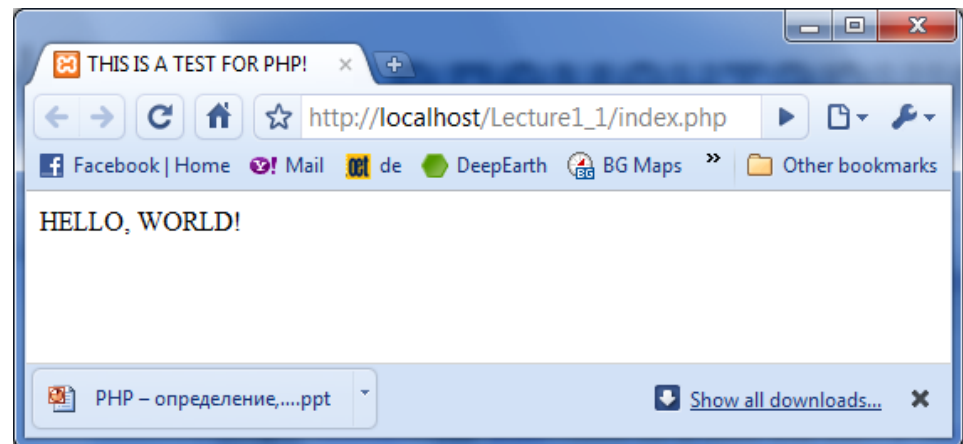 THIS IS A TEST FOR PHP!
http://localhost/Lecture1_1/index.php
Facebook | Home Mail de DeepEarth BG BG Maps » Other bookmarks
HELLO, WORLD!
PHP – определение,....ppt Show all downloads...